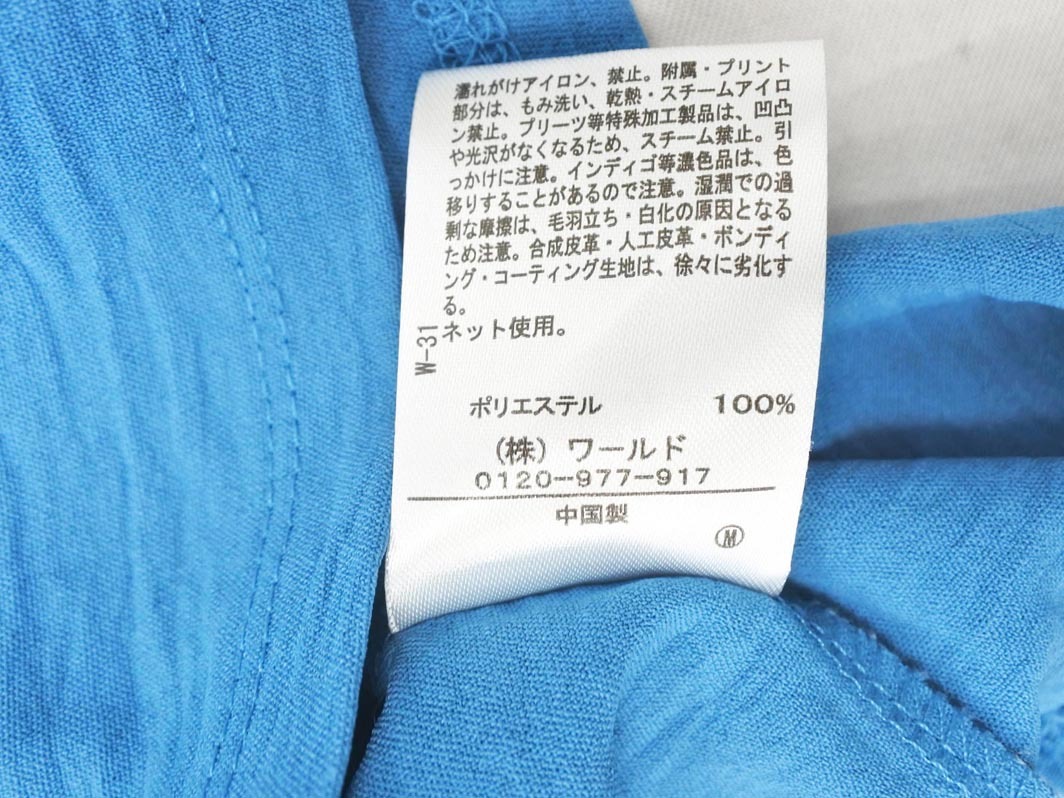 濡れがけアイロン、禁止。附属・プリント
部分は、もみ洗い、乾熱・スチームアイロ
ン禁止。プリーツ等特殊加工製品は、凹凸
や光沢がなくなるため、スチーム禁止。引
っかけに注意。インディゴ等濃色品は、色
移りすることがあるので注意。湿潤での過
剰な摩擦は、毛羽立ち・白化の原因となる
ため注意。合成皮革・人工皮革・ボンディ
ング・コーティング生地は、徐々に劣化す
る。
ネット使用。
W-31
ポリエステル 100%
（株）ワールド
0120-977-917
中国製
M